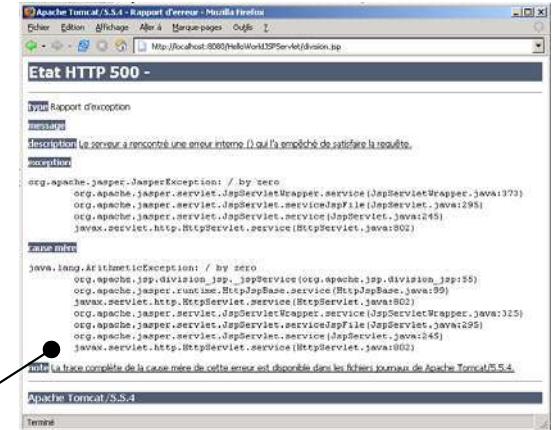 Apache Tomcat/5.5.4 - Rapport d'erreur - Mozilla Firefox
Fichier Edition Affichage Aller à Marque-pages Outils ?
http://localhost:8080/HelloWorldJSPServlet/division.jsp
Etat HTTP 500 -
type Rapport d'exception
message
description Le serveur a rencontré une erreur interne () qui l'a empêché de satisfaire la requête.
exception
org.apache.jasper.JasperException: / by zero
org.apache.jasper.servlet.JspServletWrapper.service(JspServletWrapper.java:373)
org.apache.jasper.servlet.JspServlet.serviceJspFile(JspServlet.java:295)
org.apache.jasper.servlet.JspServlet.service(JspServlet.java:245)
javax.servlet.http.HttpServlet.service(HttpServlet.java:802)
cause mère
java.lang.ArithmeticException: / by zero
org.apache.jsp.division_jsp._jspService(org.apache.jsp.division_jsp:55)
org.apache.jasper.runtime.HttpJspBase.service(HttpJspBase.java:99)
javax.servlet.http.HttpServlet.service(HttpServlet.java:802)
org.apache.jasper.servlet.JspServletWrapper.service(JspServletWrapper.java:325)
org.apache.jasper.servlet.JspServlet.serviceJspFile(JspServlet.java:295)
org.apache.jasper.servlet.JspServlet.service(JspServlet.java:245)
javax.servlet.http.HttpServlet.service(HttpServlet.java:802)
note La trace complète de la cause mère de cette erreur est disponible dans les fichiers journaux de Apache Tomcat/5.5.4.
Apache Tomcat/5.5.4
Terminé